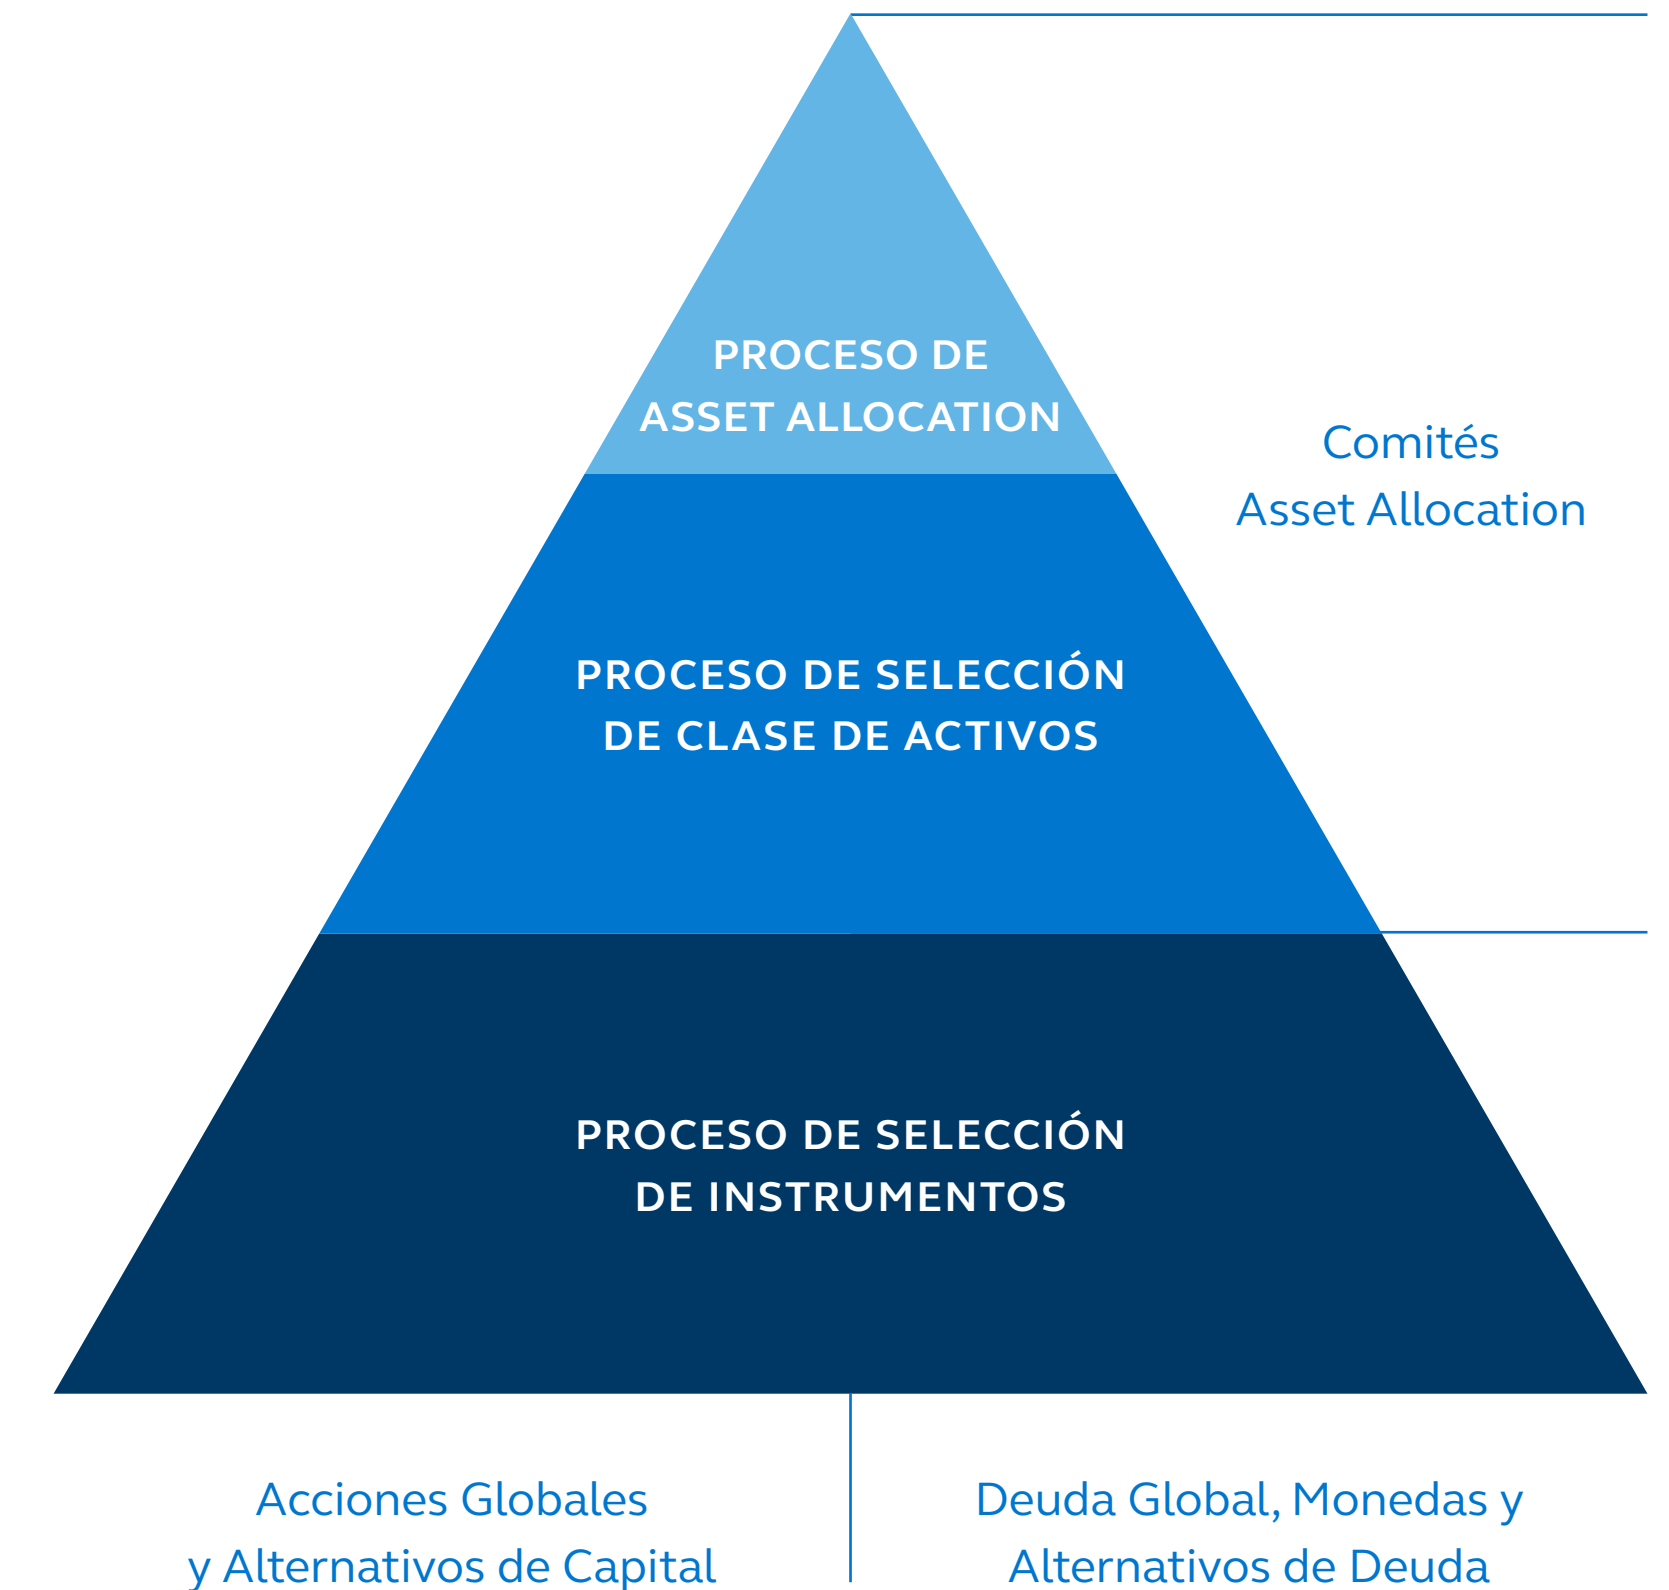 PROCESO DE
ASSET ALLOCATION
Comités
Asset Allocation
PROCESO DE SELECCIÓN
DE CLASE DE ACTIVOS
PROCESO DE SELECCIÓN
DE INSTRUMENTOS
Acciones Globales
y Alternativos de Capital
Deuda Global, Monedas y
Alternativos de Deuda